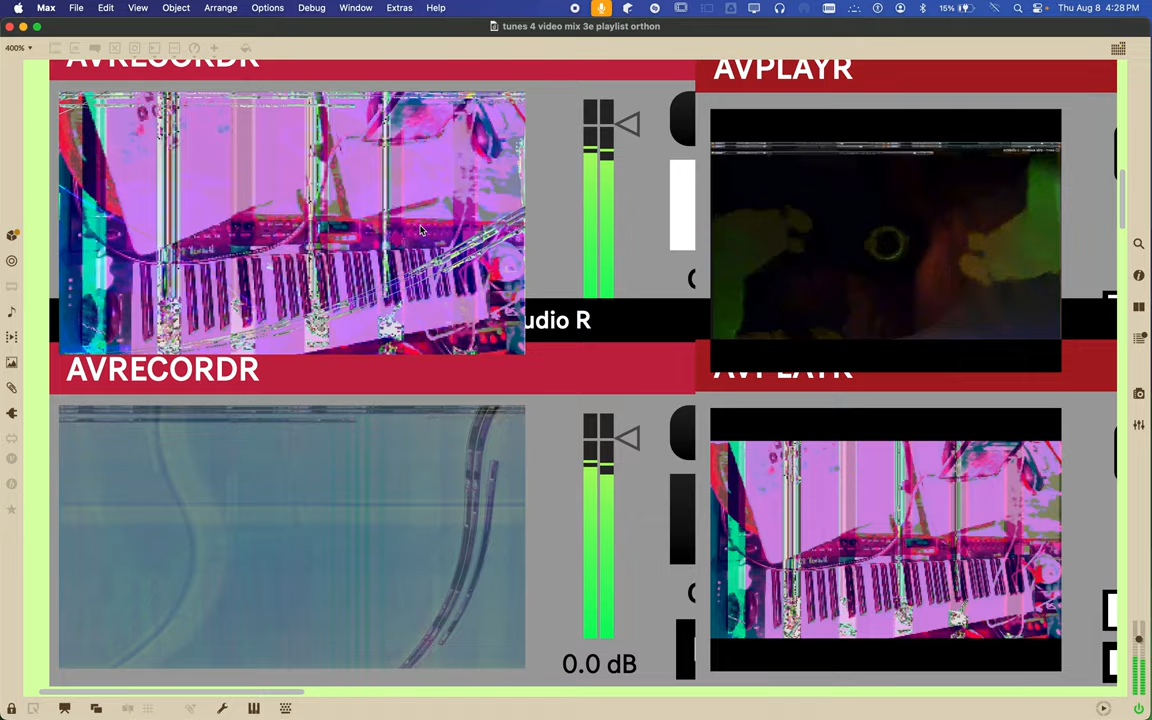 Max File Edit View Object Arrange Options Debug Window Extras Help 15% Thu Aug 8 4:28 PM
tunes 4 video mix 3e playlist orthon
400%
AVRECORDR
AVPLAYR
udio R
AVRECORDR
AVPLAYR
0.0 dB